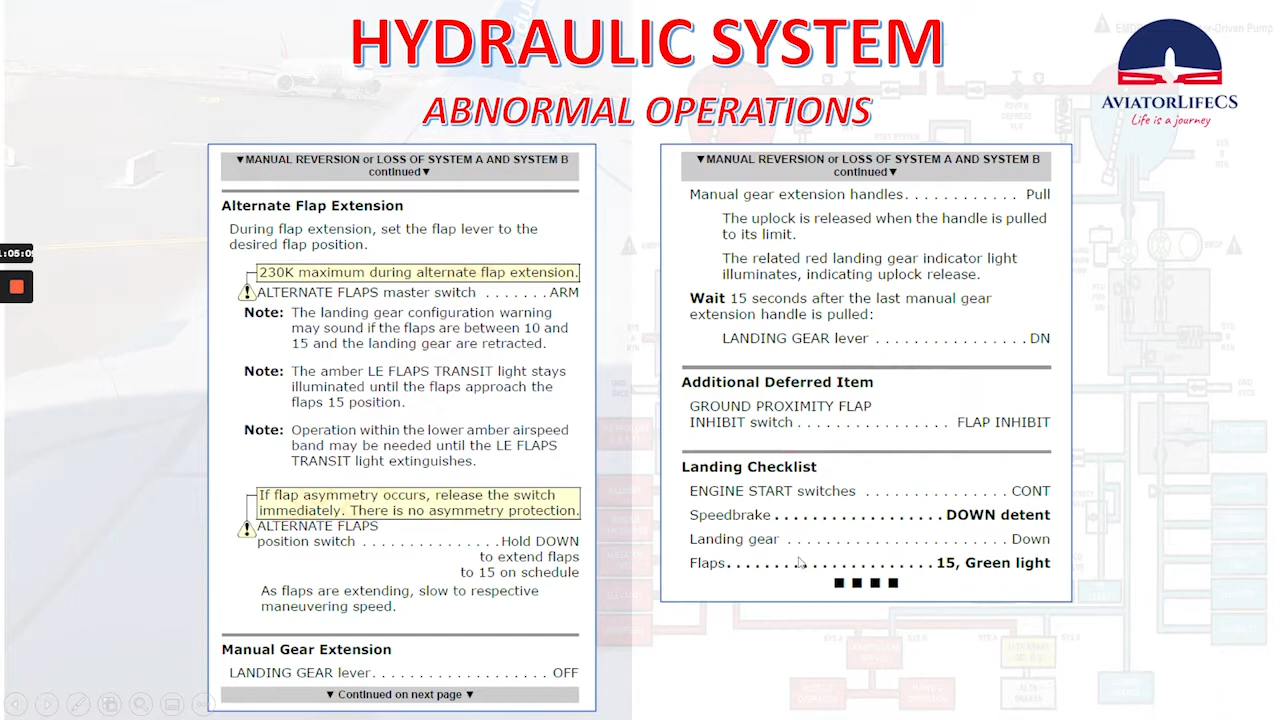 HYDRAULIC SYSTEM
ABNORMAL OPERATIONS
AVIATORLIFECS
Life is a journey
▼MANUAL REVERSION or LOSS OF SYSTEM A AND SYSTEM B
continued▼
Alternate Flap Extension
During flap extension, set the flap lever to the
desired flap position.
230K maximum during alternate flap extension.
ALTERNATE FLAPS master switch . . . . . . . ARM
Note: The landing gear configuration warning
may sound if the flaps are between 10 and
15 and the landing gear are retracted.
Note: The amber LE FLAPS TRANSIT light stays
illuminated until the flaps approach the
flaps 15 position.
Note: Operation within the lower amber airspeed
band may be needed until the LE FLAPS
TRANSIT light extinguishes.
If flap asymmetry occurs, release the switch
immediately. There is no asymmetry protection.
ALTERNATE FLAPS
position switch . . . . . . . . . . . . . . . Hold DOWN
to extend flaps
to 15 on schedule
As flaps are extending, slow to respective
maneuvering speed.
Manual Gear Extension
LANDING GEAR lever. . . . . . . . . . . . . . . . . . . . OFF
▼ Continued on next page ▼
▼MANUAL REVERSION or LOSS OF SYSTEM A AND SYSTEM B
continued▼
Manual gear extension handles. . . . . . . . . . . . Pull
The uplock is released when the handle is pulled
to its limit.
The related red landing gear indicator light
illuminates, indicating uplock release.
Wait 15 seconds after the last manual gear
extension handle is pulled:
LANDING GEAR lever . . . . . . . . . . . . . . . . . DN
Additional Deferred Item
GROUND PROXIMITY FLAP
INHIBIT switch . . . . . . . . . . . . . . . . . FLAP INHIBIT
Landing Checklist
ENGINE START switches . . . . . . . . . . . . . . . . CONT
Speedbrake . . . . . . . . . . . . . . . . . . . DOWN detent
Landing gear . . . . . . . . . . . . . . . . . . . . . . . . Down
Flaps. . . . . . . . . . . . . . . . . . . . . . . 15, Green light